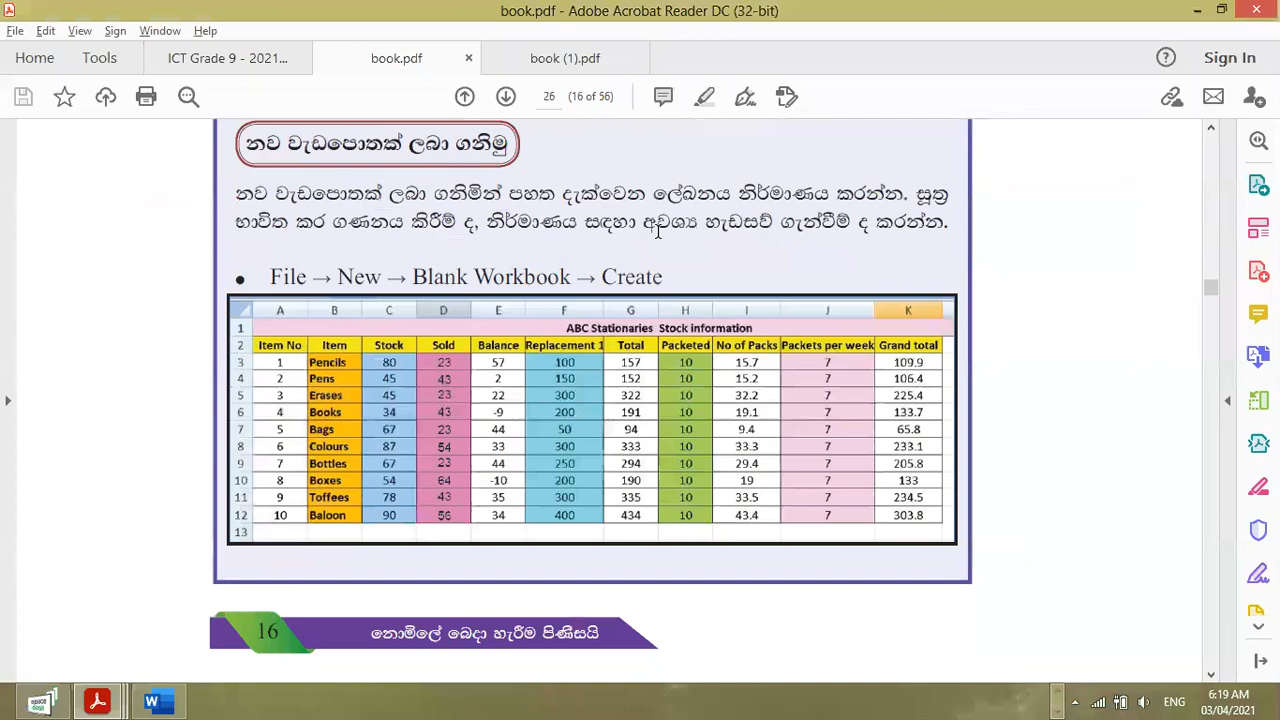 book.pdf - Adobe Acrobat Reader DC (32-bit)
File Edit View Sign Window Help
Home Tools ICT Grade 9 - 2021... book.pdf × book (1).pdf Sign In
26 (16 of 56)
නව වැඩපොතක් ලබා ගනිමු
නව වැඩපොතක් ලබා ගනිමින් පහත දැක්වෙන ලේඛනය නිර්මාණය කරන්න. සූත්‍ර
භාවිත කර ගණනය කිරීම් ද, නිර්මාණය සඳහා අවශ්‍ය හැඩසව් ගැන්වීම් ද කරන්න.
• File → New → Blank Workbook → Create
A B C D E F G H I J K
1 ABC Stationaries Stock information
2 Item No Item Stock Sold Balance Replacement 1 Total Packeted No of Packs Packets per week Grand total
3 1 Pencils 80 23 57 100 157 10 15.7 7 109.9
4 2 Pens 45 43 2 150 152 10 15.2 7 106.4
5 3 Erases 45 23 22 300 322 10 32.2 7 225.4
6 4 Books 34 43 -9 200 191 10 19.1 7 133.7
7 5 Bags 67 23 44 50 94 10 9.4 7 65.8
8 6 Colours 87 54 33 300 333 10 33.3 7 233.1
9 7 Bottles 67 23 44 250 294 10 29.4 7 205.8
10 8 Boxes 54 64 -10 200 190 10 19 7 133
11 9 Toffees 78 43 35 300 335 10 33.5 7 234.5
12 10 Baloon 90 56 34 400 434 10 43.4 7 303.8
13
16 නොමිලේ බෙදා හැරීම පිණිසයි
ENG 6:19 AM
03/04/2021